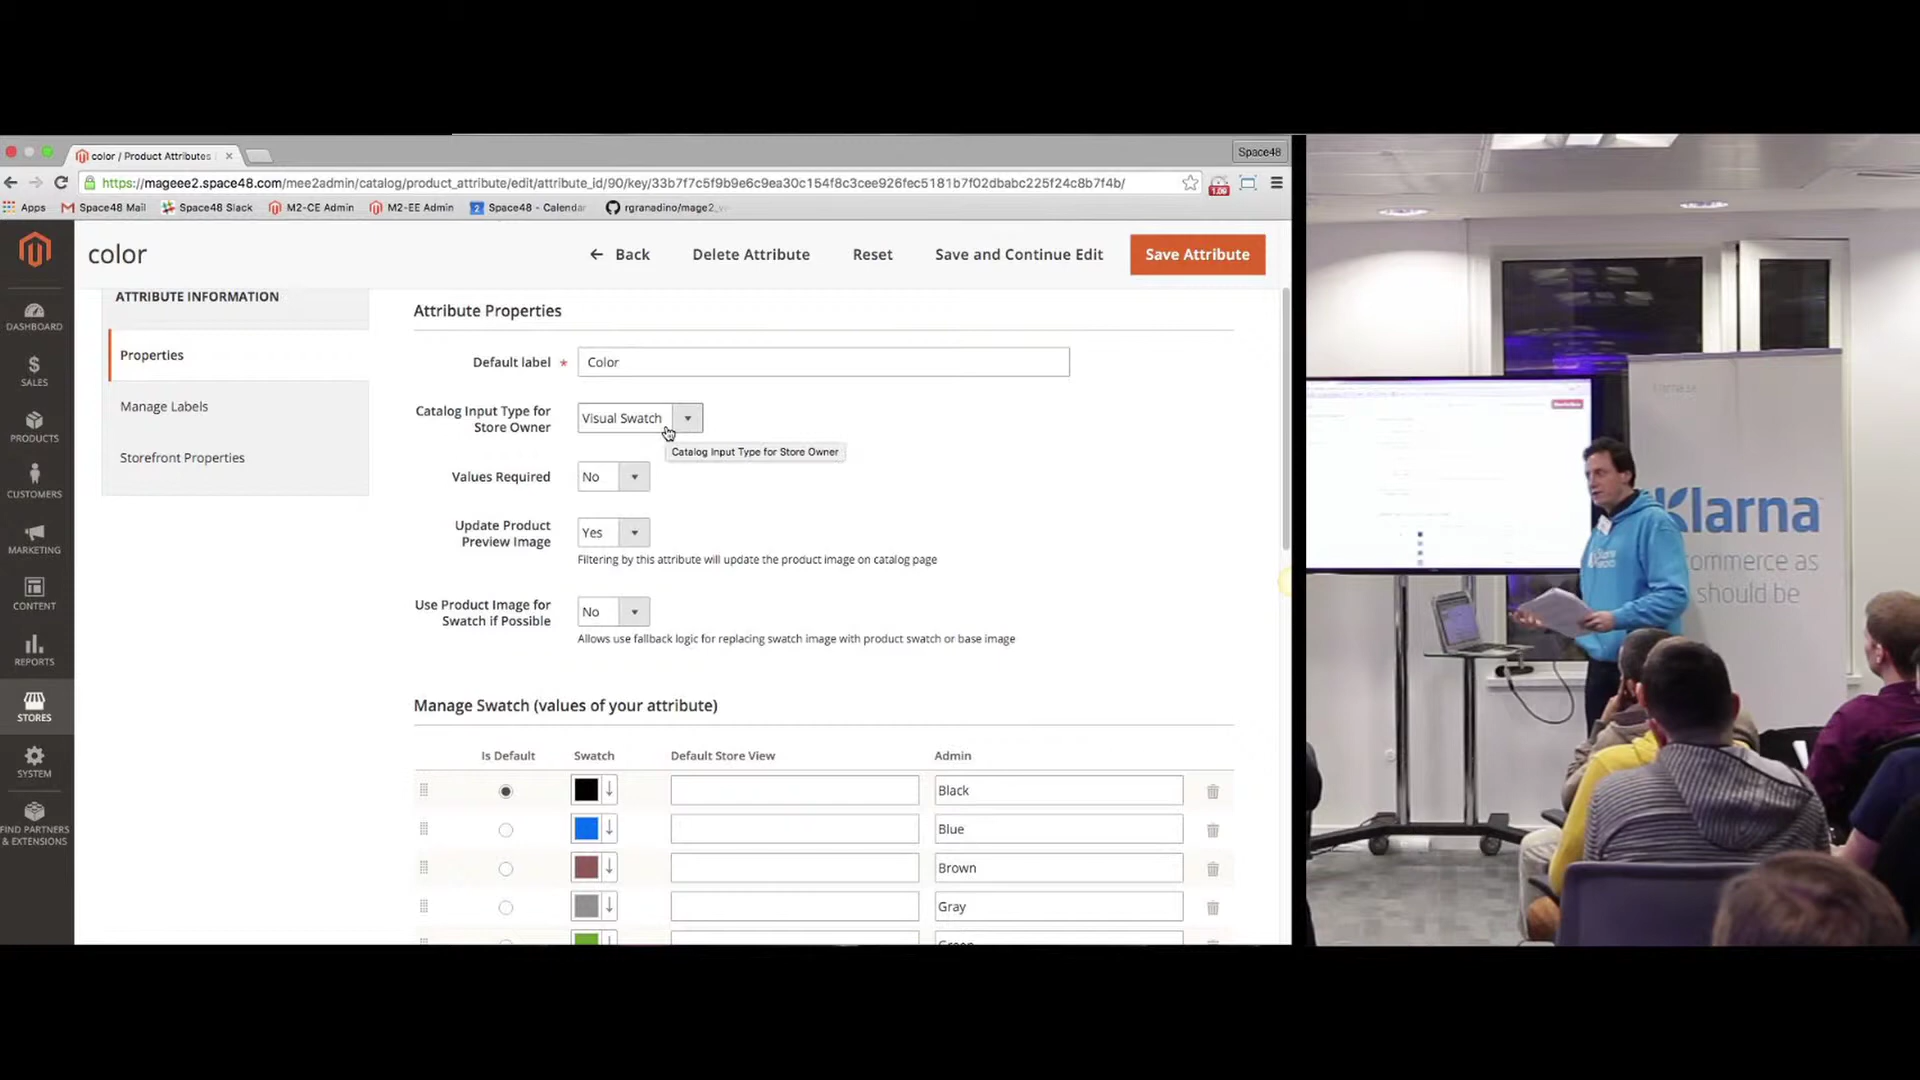 color / Product Attributes
Space48
https://mageee2.space48.com/mee2admin/catalog/product_attribute/edit/attribute_id/90/key/33b7f7c5f9b9e6c9ea30c154f8c3cee926fec5181b7f02dbabc225f24c8b7f4b/
1.09
Apps
Space48 Mail
Space48 Slack
M2-CE Admin
M2-EE Admin
2
Space48 - Calendar
rgranadino/mage2_
color
Back
Delete Attribute
Reset
Save and Continue Edit
Save Attribute
DASHBOARD
SALES
PRODUCTS
CUSTOMERS
MARKETING
CONTENT
REPORTS
STORES
SYSTEM
FIND PARTNERS
& EXTENSIONS
ATTRIBUTE INFORMATION
Properties
Manage Labels
Storefront Properties
Attribute Properties
Default label *
Color
Catalog Input Type for
Store Owner
Visual Swatch
Catalog Input Type for Store Owner
Values Required
No
Update Product
Preview Image
Yes
Filtering by this attribute will update the product image on catalog page
Use Product Image for
Swatch if Possible
No
Allows use fallback logic for replacing swatch image with product swatch or base image
Manage Swatch (values of your attribute)
Is Default
Swatch
Default Store View
Admin
Black
Blue
Brown
Gray
Green
Klarna
commerce as
should be